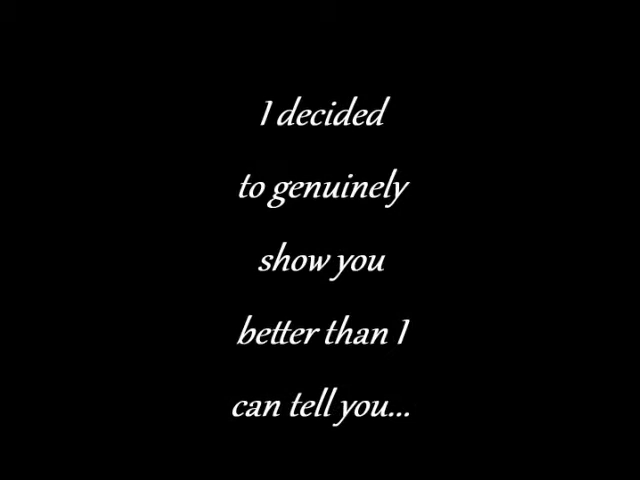 I decided
to genuinely
show you
better than I
can tell you...